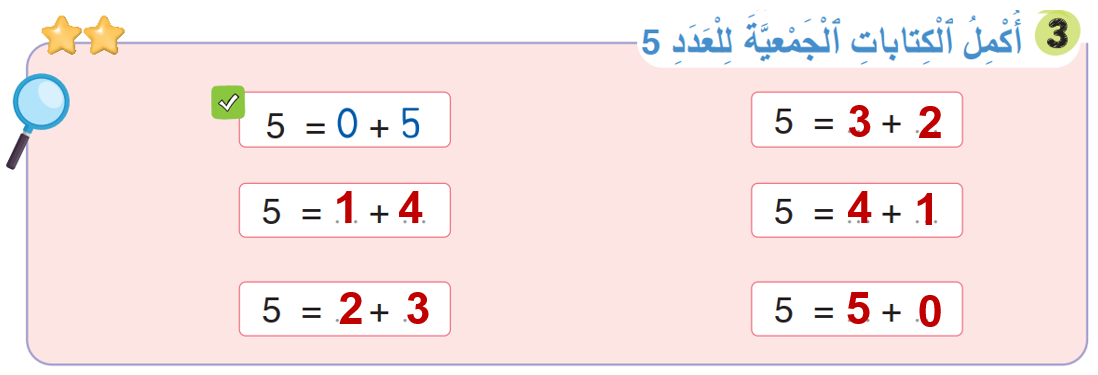 3 أُكْمِلُ ٱلْكِتاباتِ ٱلْجَمْعِيَّةَ لِلْعَدَدِ 5
5 = 0 + 5
5 = 3 + 2
5 = 1 + 4
5 = 4 + 1
5 = 2 + 3
5 = 5 + 0